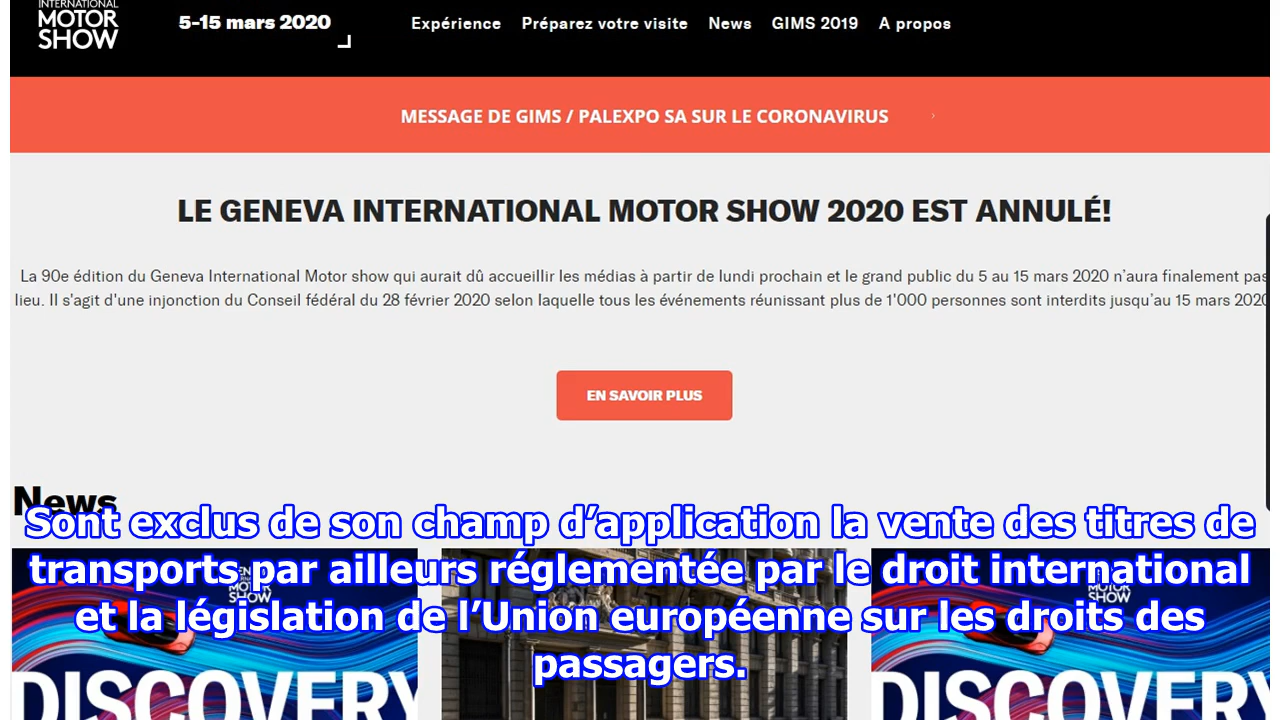 INTERNATIONAL
MOTOR
SHOW
5-15 mars 2020
Expérience Préparez votre visite News GIMS 2019 A propos
MESSAGE DE GIMS / PALEXPO SA SUR LE CORONAVIRUS
LE GENEVA INTERNATIONAL MOTOR SHOW 2020 EST ANNULÉ!
La 90e édition du Geneva International Motor show qui aurait dû accueillir les médias à partir de lundi prochain et le grand public du 5 au 15 mars 2020 n’aura finalement pas
lieu. Il s'agit d'une injonction du Conseil fédéral du 28 février 2020 selon laquelle tous les événements réunissant plus de 1'000 personnes sont interdits jusqu’au 15 mars 2020
EN SAVOIR PLUS
News
Sont exclus de son champ d’application la vente des titres de
transports par ailleurs réglementée par le droit international
et la législation de l’Union européenne sur les droits des
passagers.
SHOW
SHOW
DISCOVERY
DISCOVERY